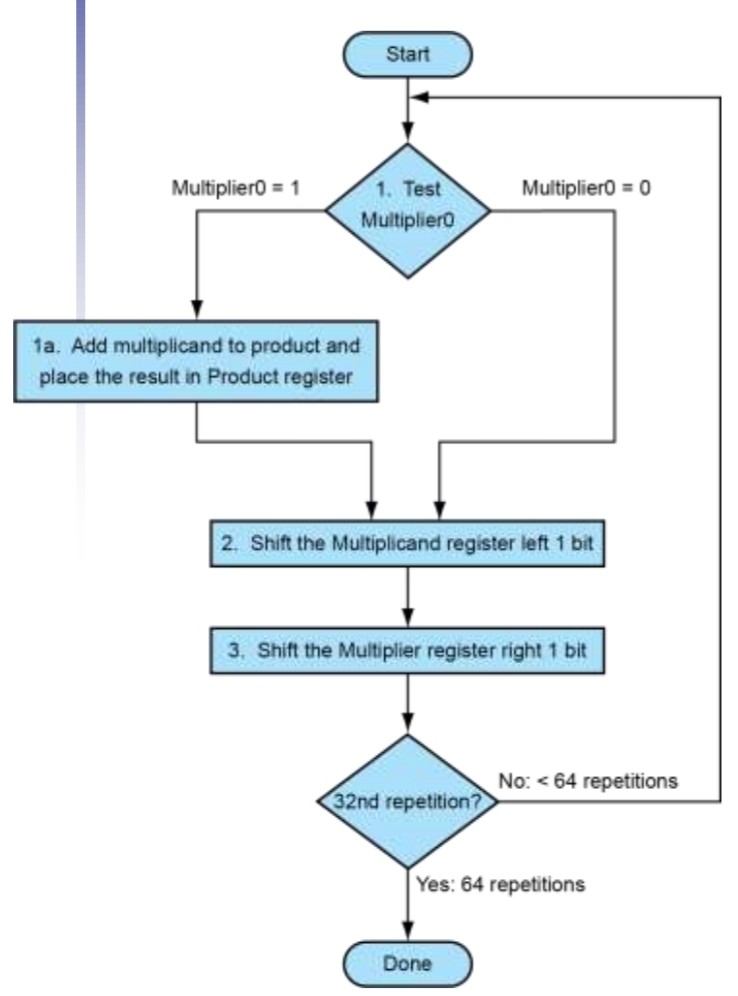 Start
Multiplier0 = 1
1. Test
Multiplier0
Multiplier0 = 0
1a. Add multiplicand to product and
place the result in Product register
2. Shift the Multiplicand register left 1 bit
3. Shift the Multiplier register right 1 bit
32nd repetition?
No: < 64 repetitions
Yes: 64 repetitions
Done